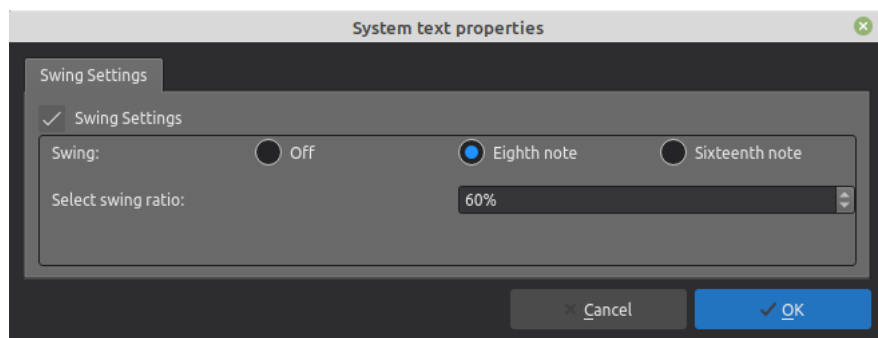 System text properties
Swing Settings
Swing Settings
Swing: Off Eighth note Sixteenth note
Select swing ratio: 60%
Cancel OK